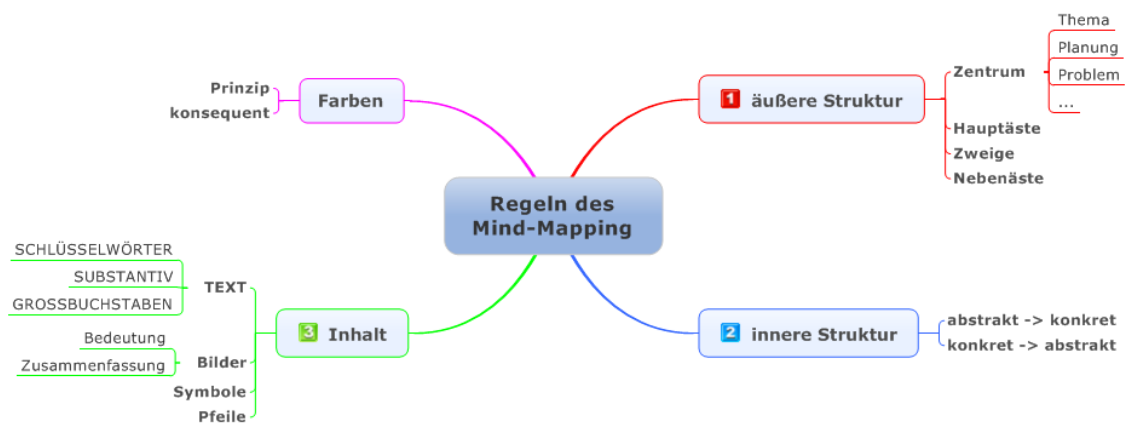 Regeln des
Mind-Mapping
1 äußere Struktur
Zentrum
Thema
Planung
Problem
...
Hauptäste
Zweige
Nebenäste
2 innere Struktur
abstrakt -> konkret
konkret -> abstrakt
3 Inhalt
TEXT
SCHLÜSSELWÖRTER
SUBSTANTIV
GROSSBUCHSTABEN
Bilder
Bedeutung
Zusammenfassung
Symbole
Pfeile
Farben
Prinzip
konsequent